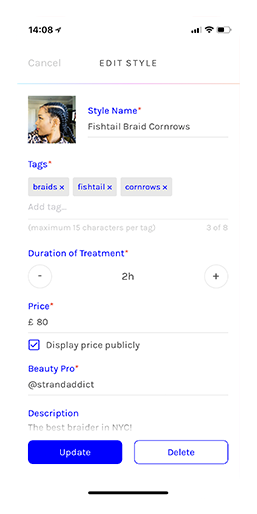 14:08
Cancel EDIT STYLE
Style Name*
Fishtail Braid Cornrows
Tags*
braids × fishtail × cornrows ×
Add tag...
(maximum 15 characters per tag) 3 of 8
Duration of Treatment*
- 2h +
Price*
£ 80
Display price publicly
Beauty Pro*
@strandaddict
Description
The best braider in NYC!
Update Delete